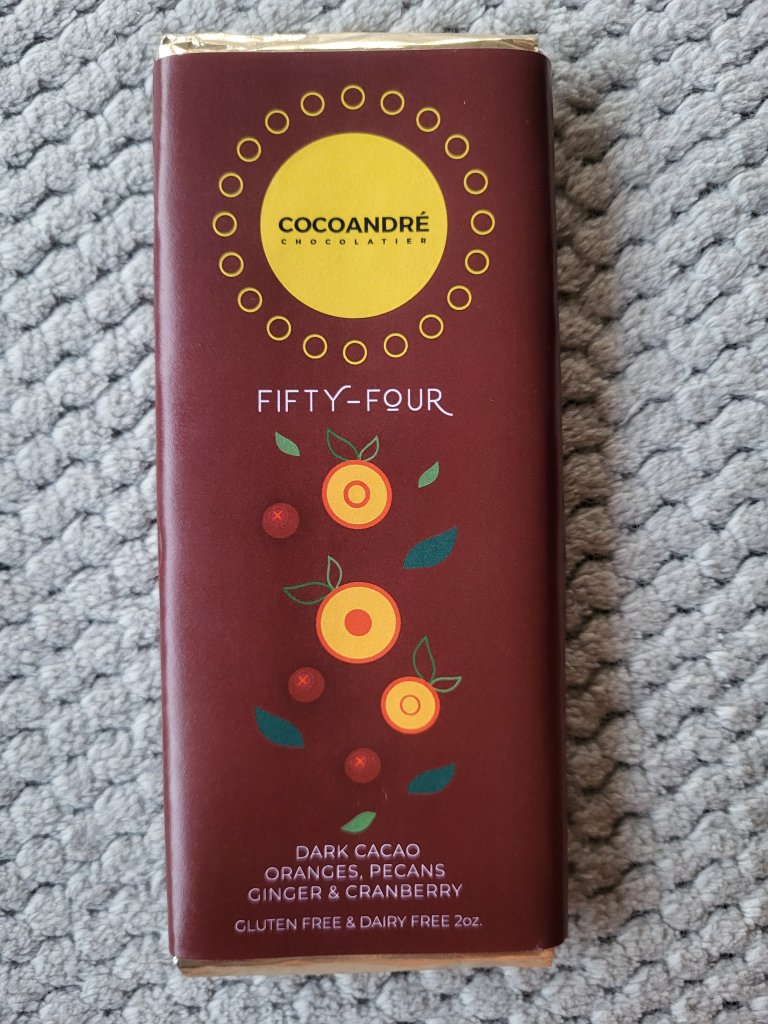 COCOANDRÉ
CHOCOLATIER
FIFTY-FOUR
DARK CACAO
ORANGES, PECANS
GINGER & CRANBERRY
GLUTEN FREE & DAIRY FREE 2oz.